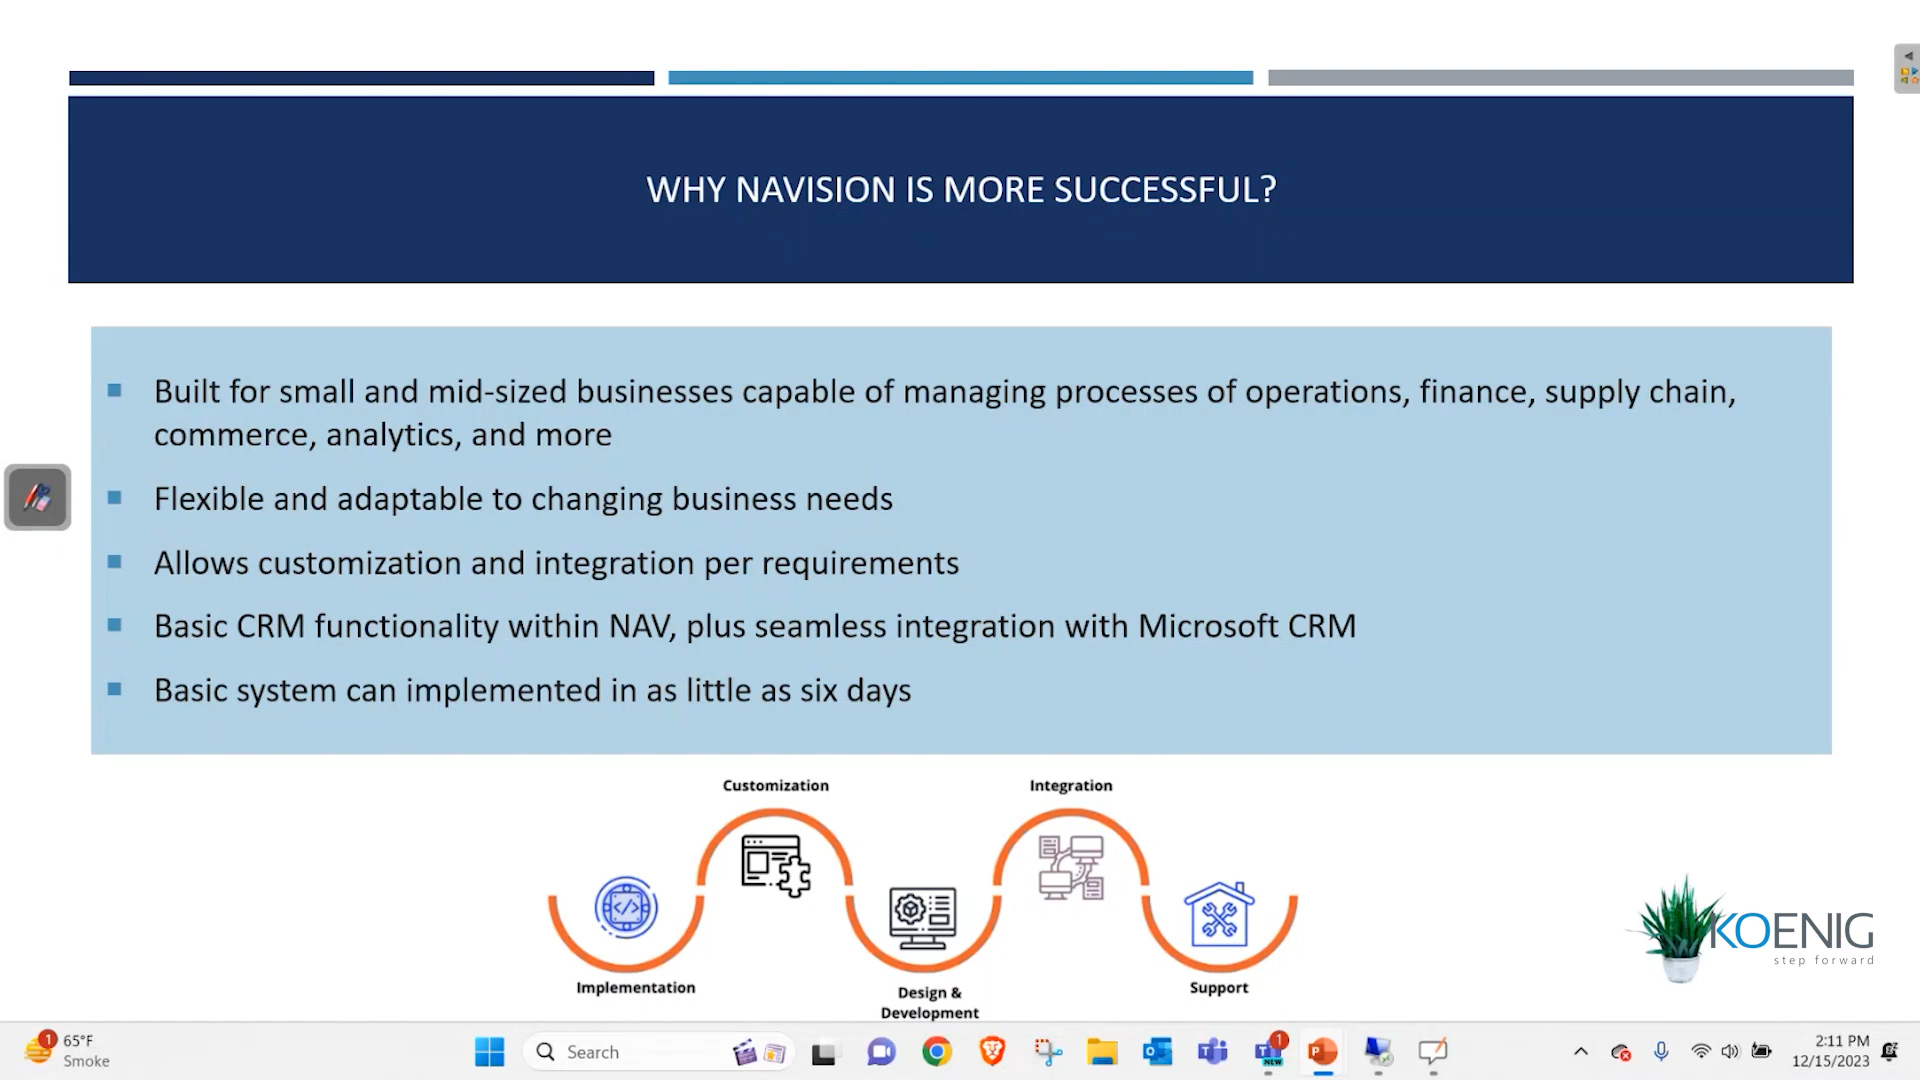 WHY NAVISION IS MORE SUCCESSFUL?
Built for small and mid-sized businesses capable of managing processes of operations, finance, supply chain,
commerce, analytics, and more
Flexible and adaptable to changing business needs
Allows customization and integration per requirements
Basic CRM functionality within NAV, plus seamless integration with Microsoft CRM
Basic system can implemented in as little as six days
Customization
Integration
Implementation
Design &
Development
Support
KOENIG
step forward
1
65°F
Smoke
Search
1
NEW
2:11 PM
12/15/2023